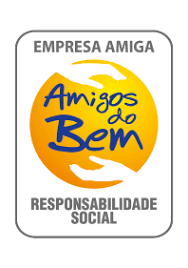 EMPRESA AMIGA
Amigos
do
Bem
RESPONSABILIDADE
SOCIAL